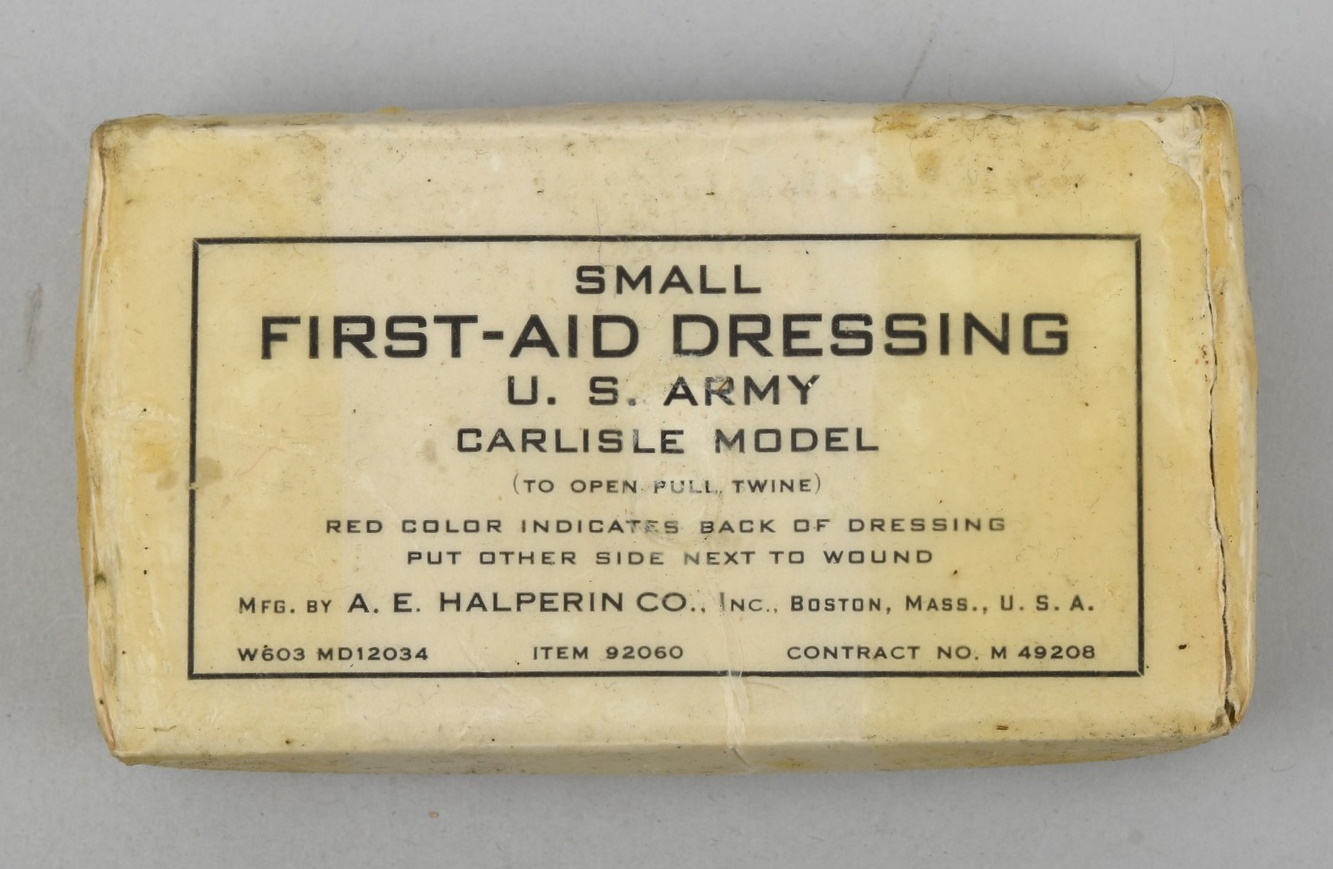 SMALL
FIRST-AID DRESSING
U. S. ARMY
CARLISLE MODEL
(TO OPEN PULL TWINE)
RED COLOR INDICATES BACK OF DRESSING
PUT OTHER SIDE NEXT TO WOUND
MFG. BY A. E. HALPERIN CO., INC., BOSTON, MASS., U. S. A.
W603 MD12034 ITEM 92060 CONTRACT NO. M 49208